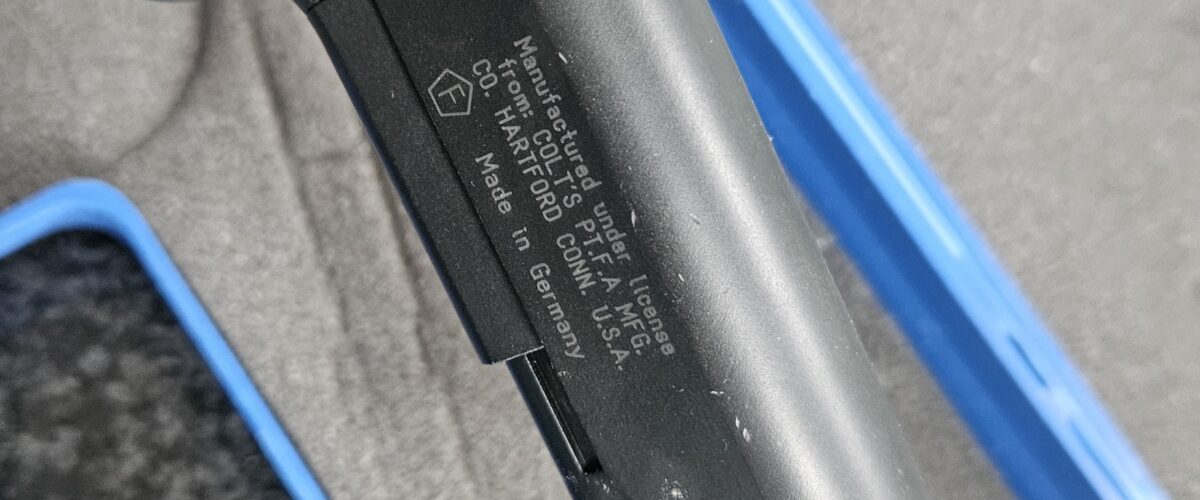 Manufactured under license
from: COLT'S PT.F.A MFG.
CO. HARTFORD CONN. U.S.A.
Made in Germany
F